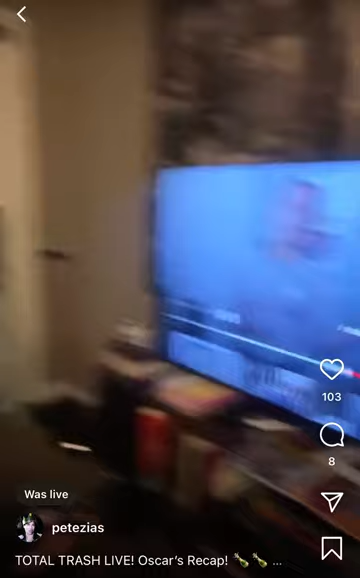 103
8
Was live
petezias
TOTAL TRASH LIVE! Oscar's Recap! 🍾 🍾 ...